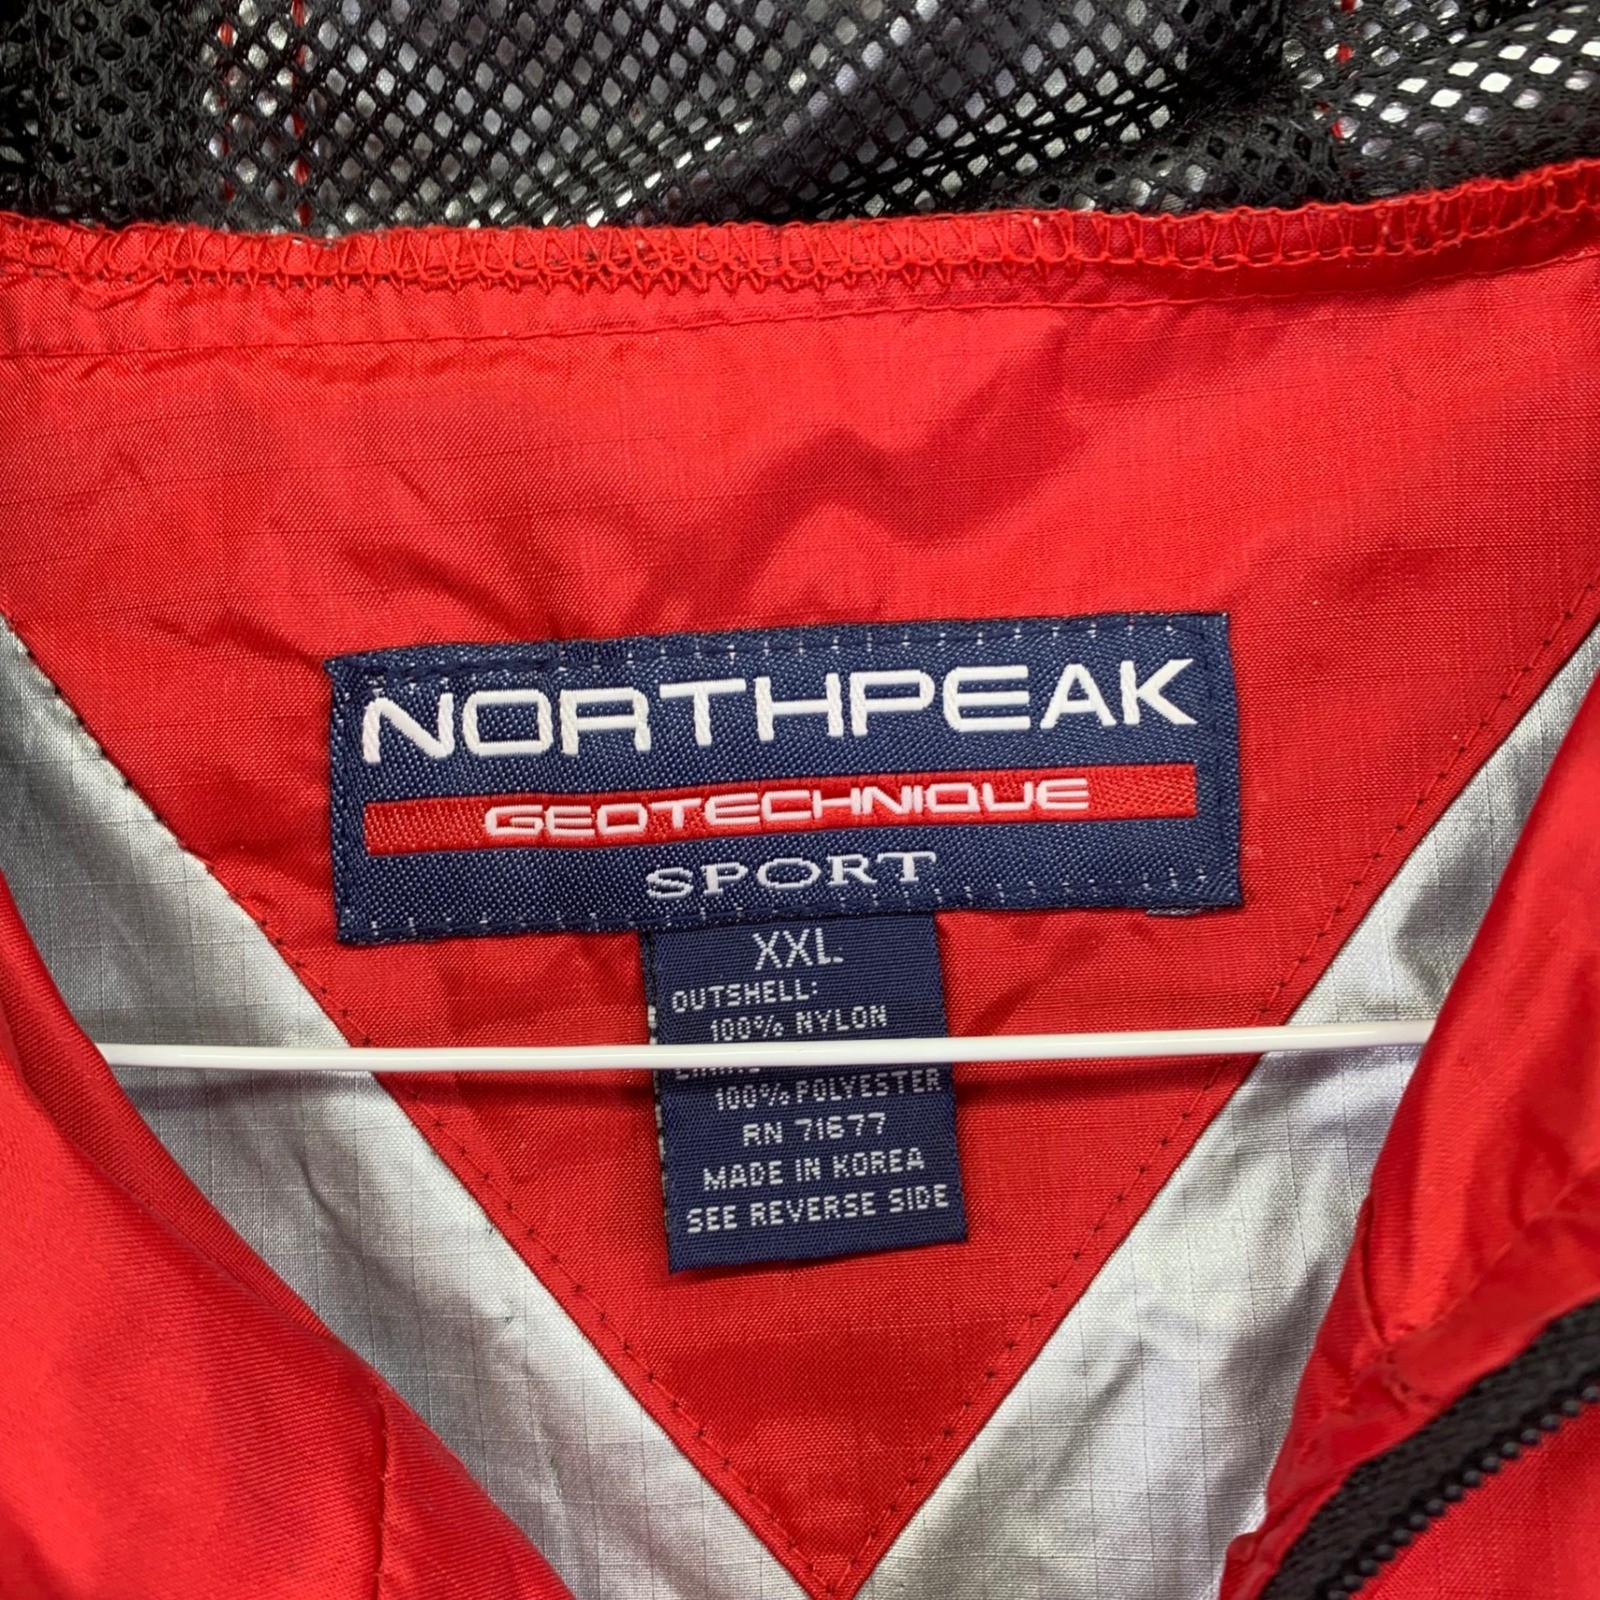 NORTHPEAK
GEOTECHNIQUE
SPORT
XXL
OUTSHELL:
100% NYLON
100% POLYESTER
RN 71677
MADE IN KOREA
SEE REVERSE SIDE